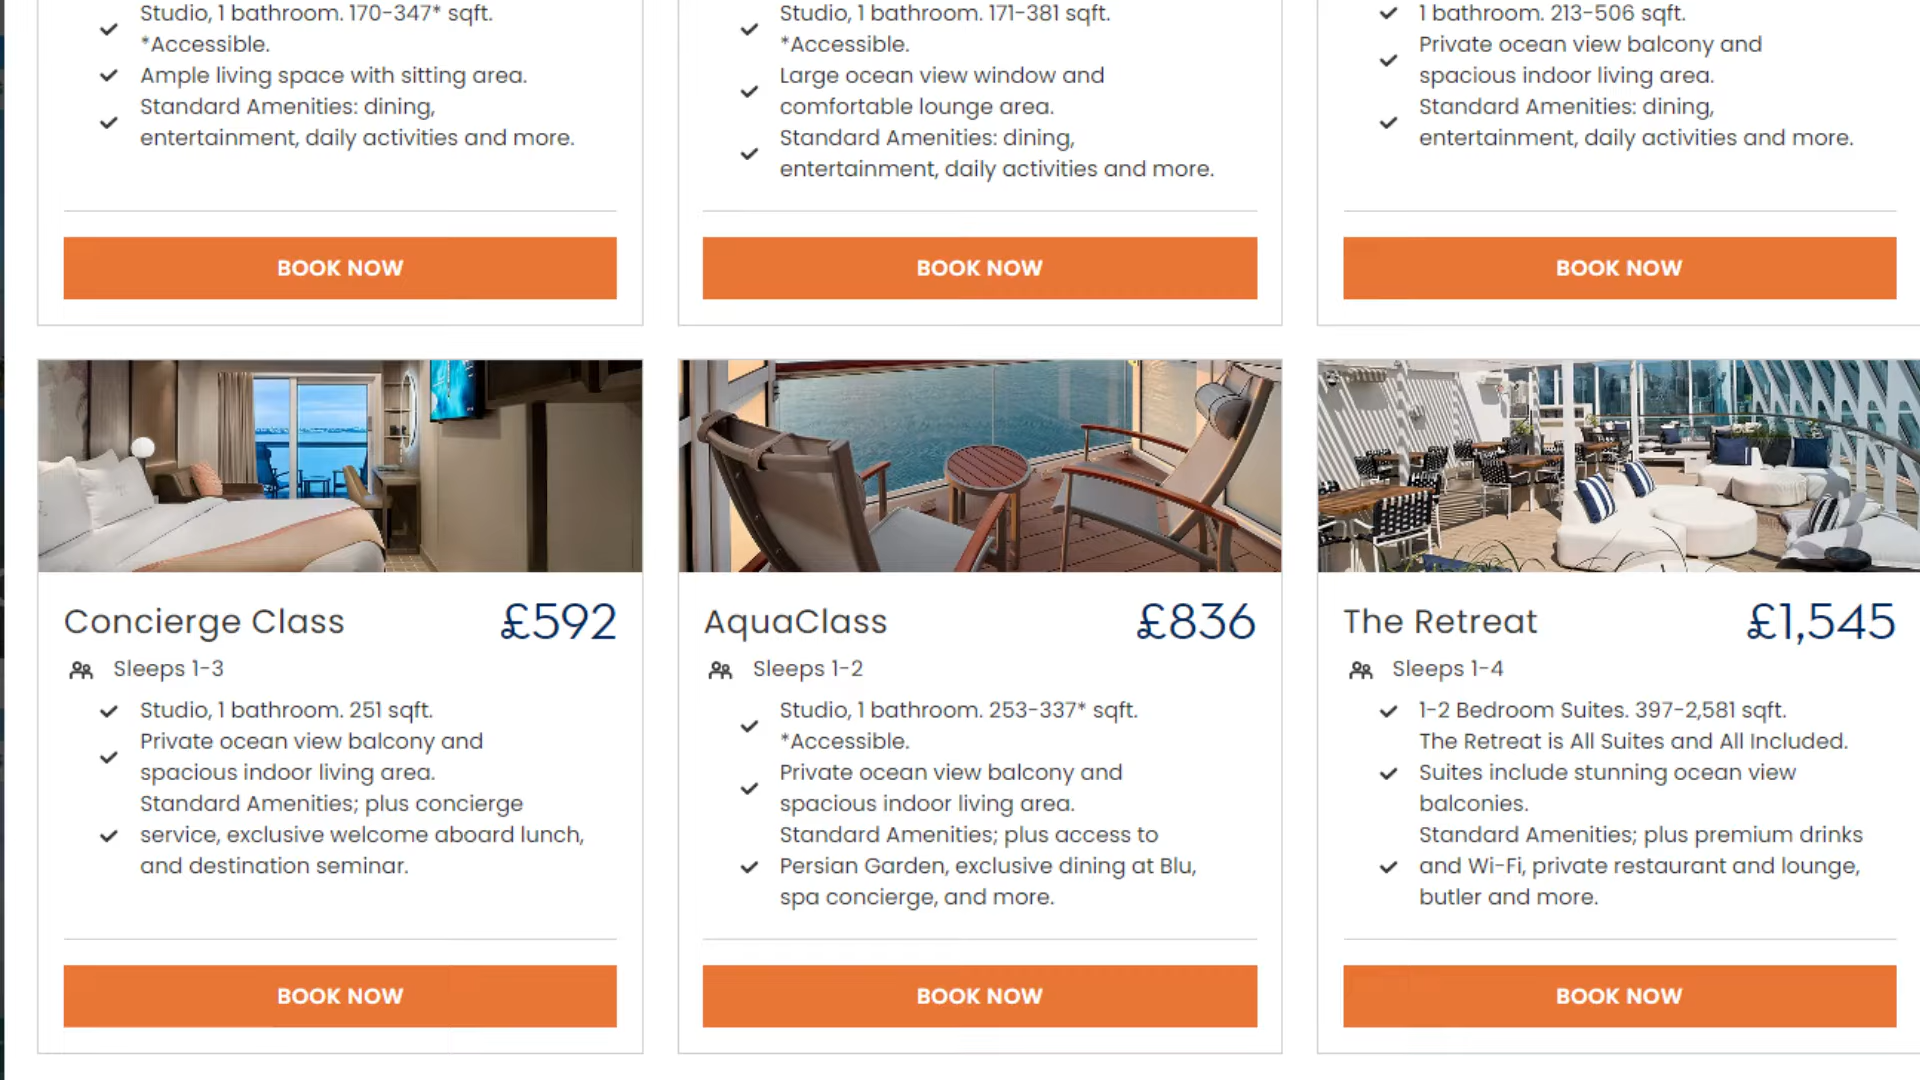 Studio, 1 bathroom. 170-347* sqft.
*Accessible.
Ample living space with sitting area.
Standard Amenities: dining,
entertainment, daily activities and more.
BOOK NOW
Studio, 1 bathroom. 171-381 sqft.
*Accessible.
Large ocean view window and
comfortable lounge area.
Standard Amenities: dining,
entertainment, daily activities and more.
BOOK NOW
1 bathroom. 213-506 sqft.
Private ocean view balcony and
spacious indoor living area.
Standard Amenities: dining,
entertainment, daily activities and more.
BOOK NOW
Concierge Class £592
Sleeps 1-3
Studio, 1 bathroom. 251 sqft.
Private ocean view balcony and
spacious indoor living area.
Standard Amenities; plus concierge
service, exclusive welcome aboard lunch,
and destination seminar.
BOOK NOW
AquaClass £836
Sleeps 1-2
Studio, 1 bathroom. 253-337* sqft.
*Accessible.
Private ocean view balcony and
spacious indoor living area.
Standard Amenities; plus access to
Persian Garden, exclusive dining at Blu,
spa concierge, and more.
BOOK NOW
The Retreat £1,545
Sleeps 1-4
1-2 Bedroom Suites. 397-2,581 sqft.
The Retreat is All Suites and All Included.
Suites include stunning ocean view
balconies.
Standard Amenities; plus premium drinks
and Wi-Fi, private restaurant and lounge,
butler and more.
BOOK NOW